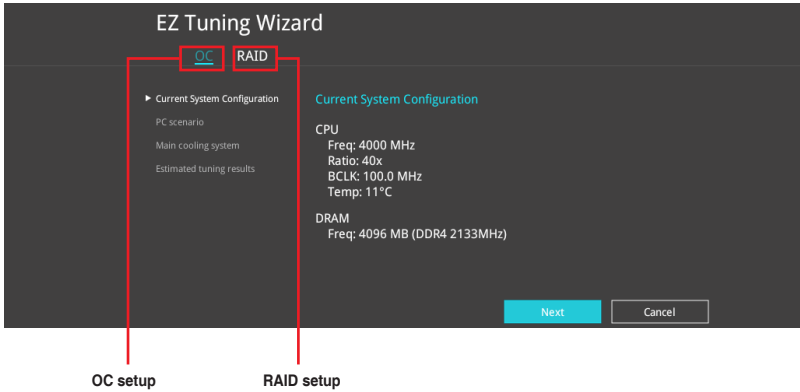 EZ Tuning Wizard
OC RAID
Current System Configuration
PC scenario
Main cooling system
Estimated tuning results
Current System Configuration
CPU
Freq: 4000 MHz
Ratio: 40x
BCLK: 100.0 MHz
Temp: 11°C
DRAM
Freq: 4096 MB (DDR4 2133MHz)
Next Cancel
OC setup RAID setup